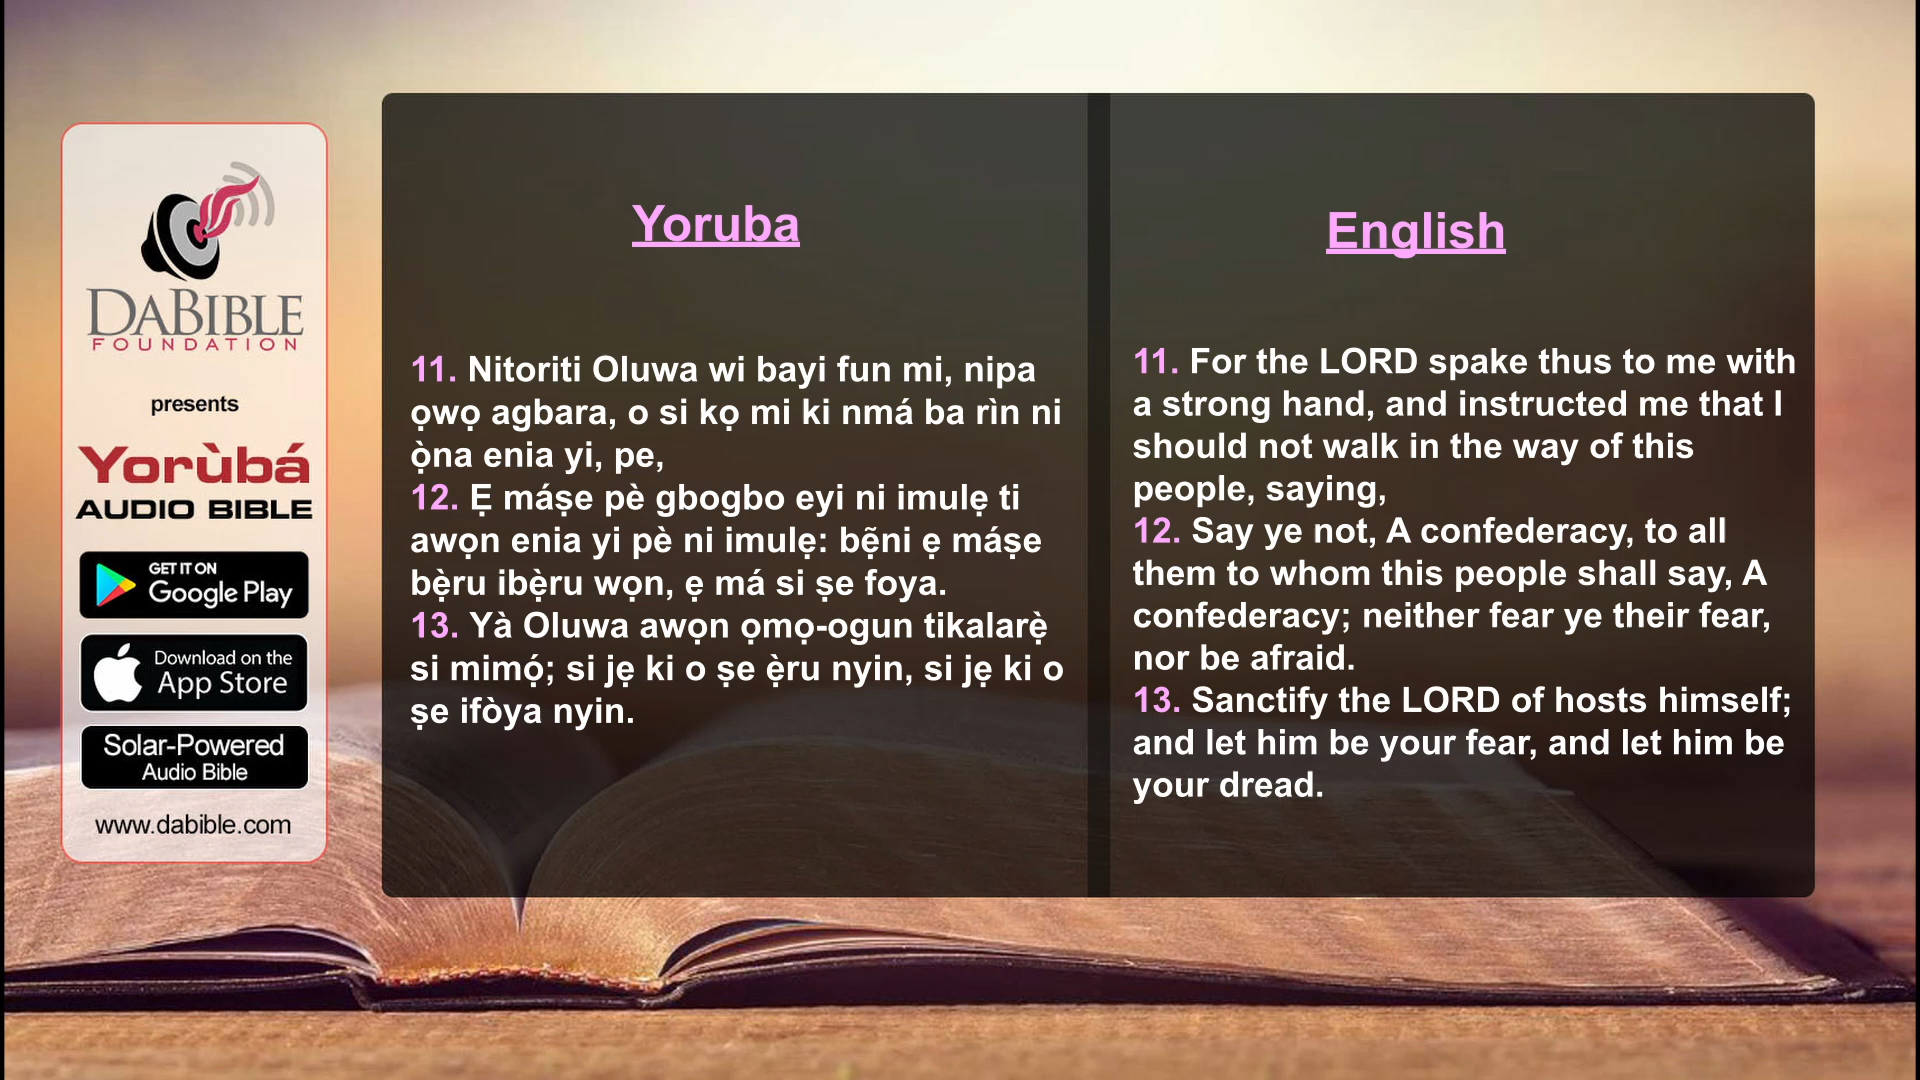 DABIBLE
FOUNDATION
presents
Yorùbá
AUDIO BIBLE
GET IT ON
Google Play
Download on the
App Store
Solar-Powered
Audio Bible
www.dabible.com
Yoruba
11. Nitoriti Oluwa wi bayi fun mi, nipa
ọwọ agbara, o si kọ mi ki nmá ba rìn ni
ọ̀na enia yi, pe,
12. Ẹ máṣe pè gbogbo eyi ni imulẹ ti
awọn enia yi pè ni imulẹ: bẹ̃ni ẹ máṣe
bẹ̀ru ibẹ̀ru wọn, ẹ má si ṣe foya.
13. Yà Oluwa awọn ọmọ-ogun tikalarẹ̀
si mimọ́; si jẹ ki o ṣe ẹ̀ru nyin, si jẹ ki o
ṣe ifòya nyin.
English
11. For the LORD spake thus to me with
a strong hand, and instructed me that I
should not walk in the way of this
people, saying,
12. Say ye not, A confederacy, to all
them to whom this people shall say, A
confederacy; neither fear ye their fear,
nor be afraid.
13. Sanctify the LORD of hosts himself;
and let him be your fear, and let him be
your dread.